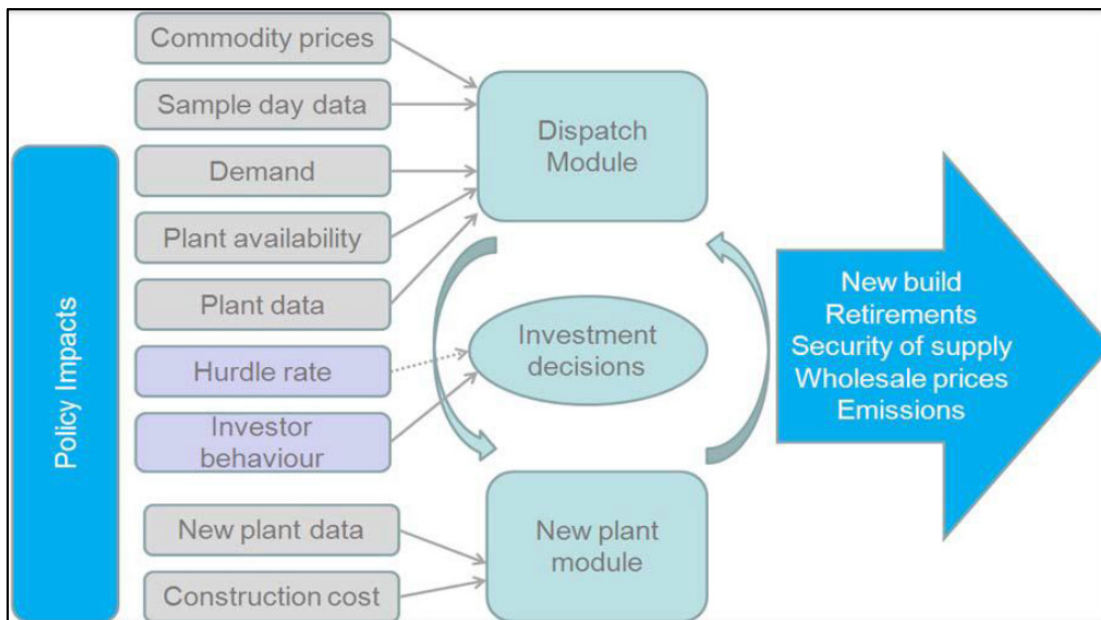 Policy Impacts
Commodity prices
Sample day data
Demand
Plant availability
Plant data
Hurdle rate
Investor
behaviour
New plant data
Construction cost
Dispatch
Module
Investment
decisions
New plant
module
New build
Retirements
Security of supply
Wholesale prices
Emissions